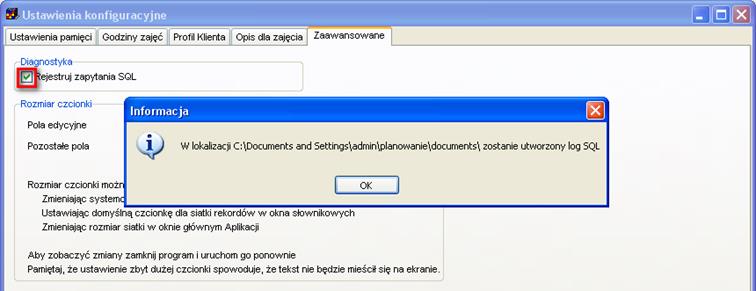 Ustawienia konfiguracyjne
Ustawienia pamięci Godziny zajęć Profil Klienta Opis dla zajęcia Zaawansowane
Diagnostyka
Rejestruj zapytania SQL
Rozmiar czcionki
Pola edycyjne
Pozostałe pola
Informacja
W lokalizacji C:\Documents and Settings\admin\planowanie\documents\ zostanie utworzony log SQL
OK
Rozmiar czcionki możn
Zmieniając systemo
Ustawiając domyślną czcionkę dla siatki rekordów w okna słownikowych
Zmieniając rozmiar siatki w oknie głównym Aplikacji
Aby zobaczyć zmiany zamknij program i uruchom go ponownie
Pamiętaj, że ustawienie zbyt dużej czcionki spowoduje, że tekst nie będzie mieścił się na ekranie.